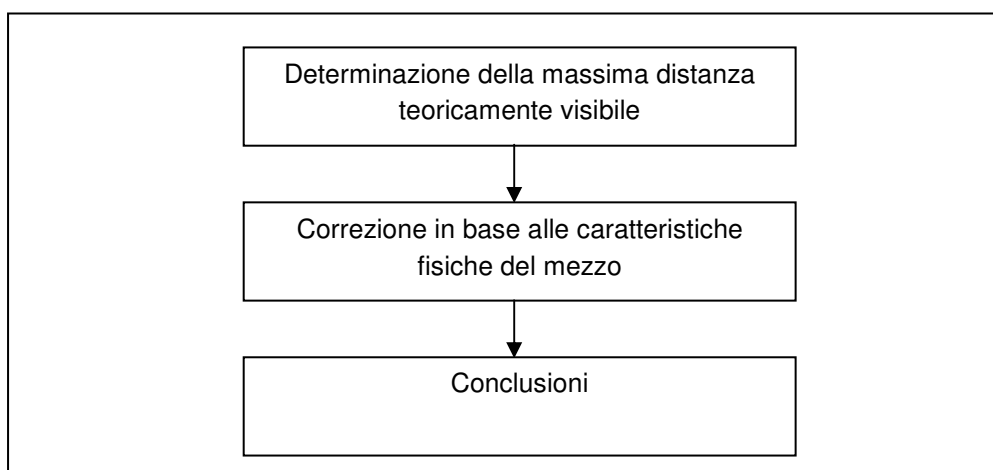 Determinazione della massima distanza
teoricamente visibile
Correzione in base alle caratteristiche
fisiche del mezzo
Conclusioni